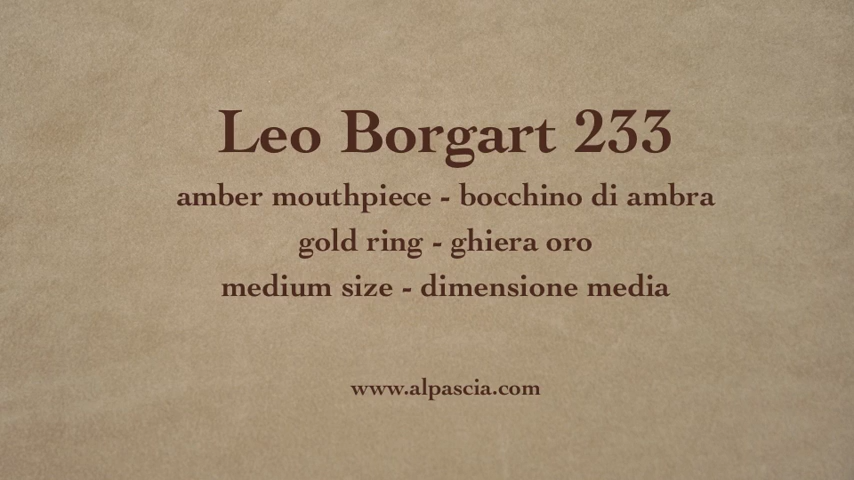 Leo Borgart 233
amber mouthpiece - bocchino di ambra
gold ring - ghiera oro
medium size - dimensione media
www.alpascia.com